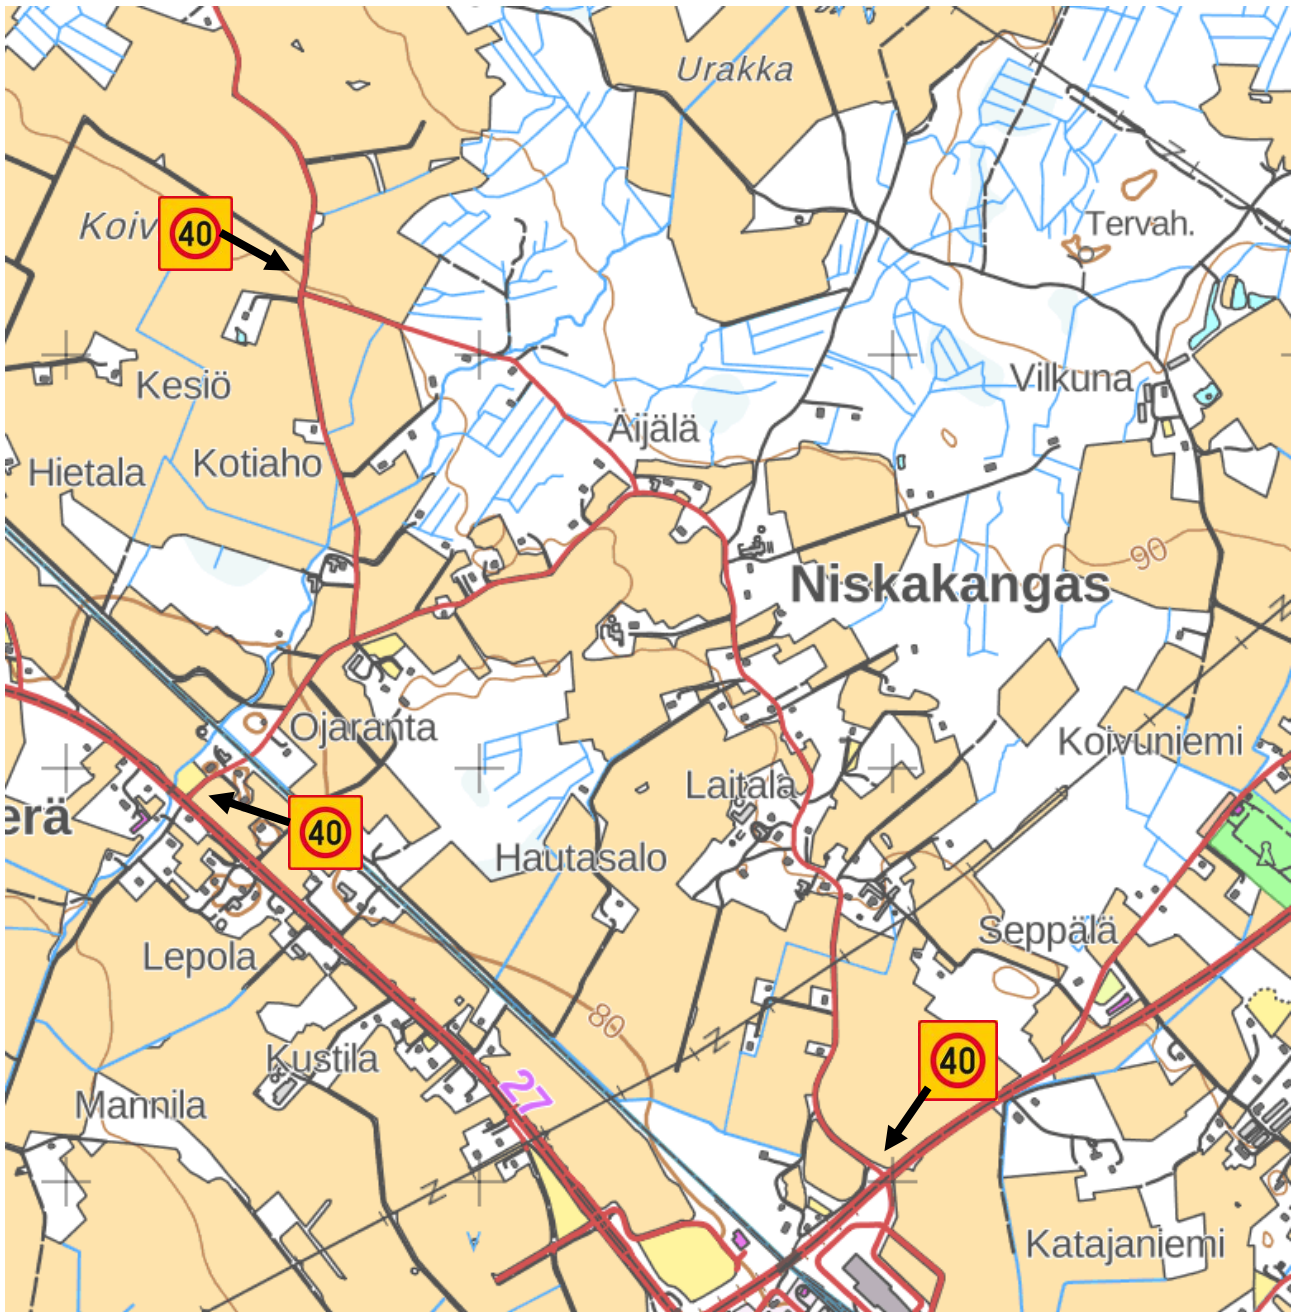 Urakka
Tervah.
40
Kesiö
Vilkuna
Äijälä
Kotiaho
Hietala
90
Niskakangas
Ojaranta
Koivuniemi
Laitala
erä
40
Hautasalo
Seppälä
Lepola
80
Kustila
40
27
Mannila
Katajaniemi